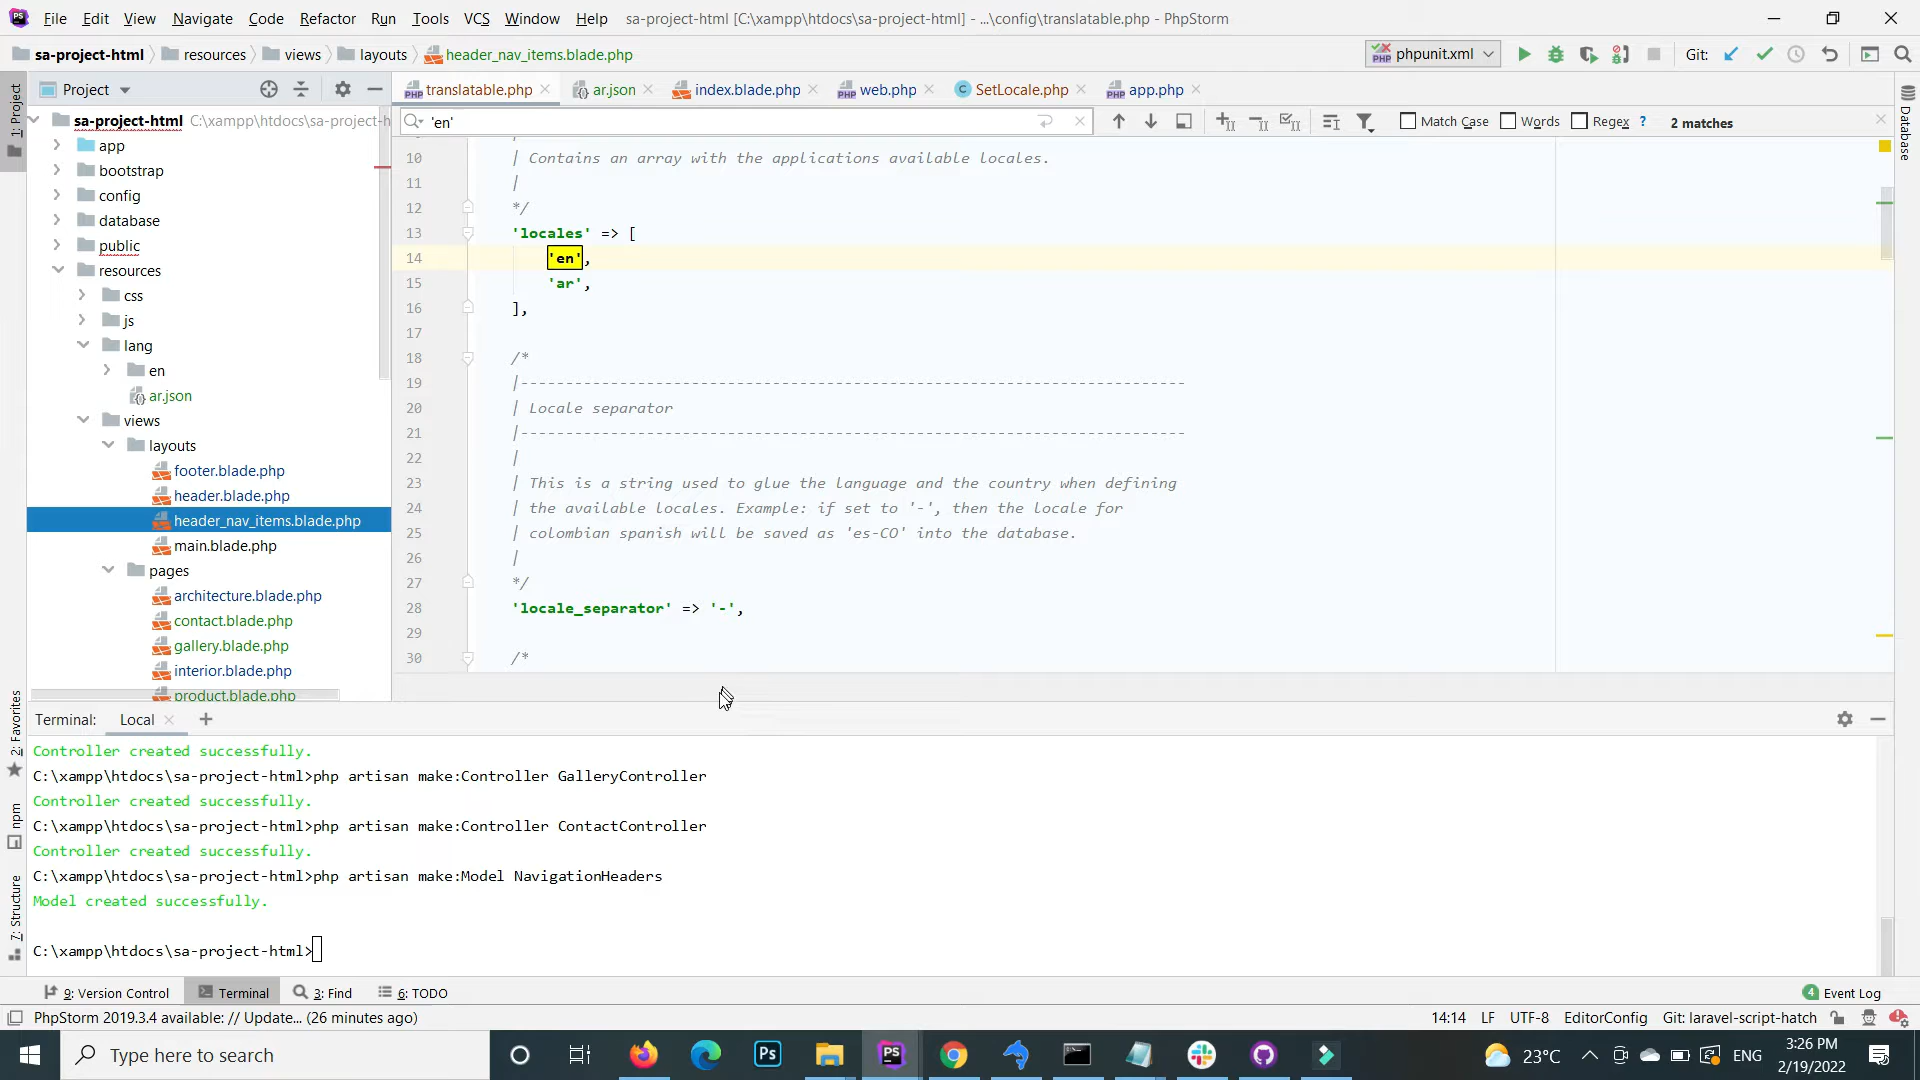 File Edit View Navigate Code Refactor Run Tools VCS Window Help sa-project-html [C:\xampp\htdocs\sa-project-html] - ...\config\translatable.php - PhpStorm
sa-project-html resources views layouts header_nav_items.blade.php phpunit.xml Git:
1: Project
Project
translatable.php ar.json index.blade.php web.php SetLocale.php app.php
Database
sa-project-html C:\xampp\htdocs\sa-project-h
'en' Match Case Words Regex ? 2 matches
app
bootstrap
config
database
public
resources
css
js
lang
en
ar.json
views
layouts
footer.blade.php
header.blade.php
header_nav_items.blade.php
main.blade.php
pages
architecture.blade.php
contact.blade.php
gallery.blade.php
interior.blade.php
product.blade.php
10 | Contains an array with the applications available locales.
11 |
12 */
13 'locales' => [
14 'en',
15 'ar',
16 ],
17
18 /*
19 |--------------------------------------------------------------------------
20 | Locale separator
21 |--------------------------------------------------------------------------
22 |
23 | This is a string used to glue the language and the country when defining
24 | the available locales. Example: if set to '-', then the locale for
25 | colombian spanish will be saved as 'es-CO' into the database.
26 |
27 */
28 'locale_separator' => '-',
29
30 /*
2: Favorites
npm
7: Structure
Terminal: Local
Controller created successfully.
C:\xampp\htdocs\sa-project-html>php artisan make:Controller GalleryController
Controller created successfully.
C:\xampp\htdocs\sa-project-html>php artisan make:Controller ContactController
Controller created successfully.
C:\xampp\htdocs\sa-project-html>php artisan make:Model NavigationHeaders
Model created successfully.
C:\xampp\htdocs\sa-project-html>
9: Version Control Terminal 3: Find 6: TODO 4 Event Log
PhpStorm 2019.3.4 available: // Update... (26 minutes ago) 14:14 LF UTF-8 EditorConfig Git: laravel-script-hatch
Type here to search Ps PS 23°C ENG 3:26 PM
2/19/2022